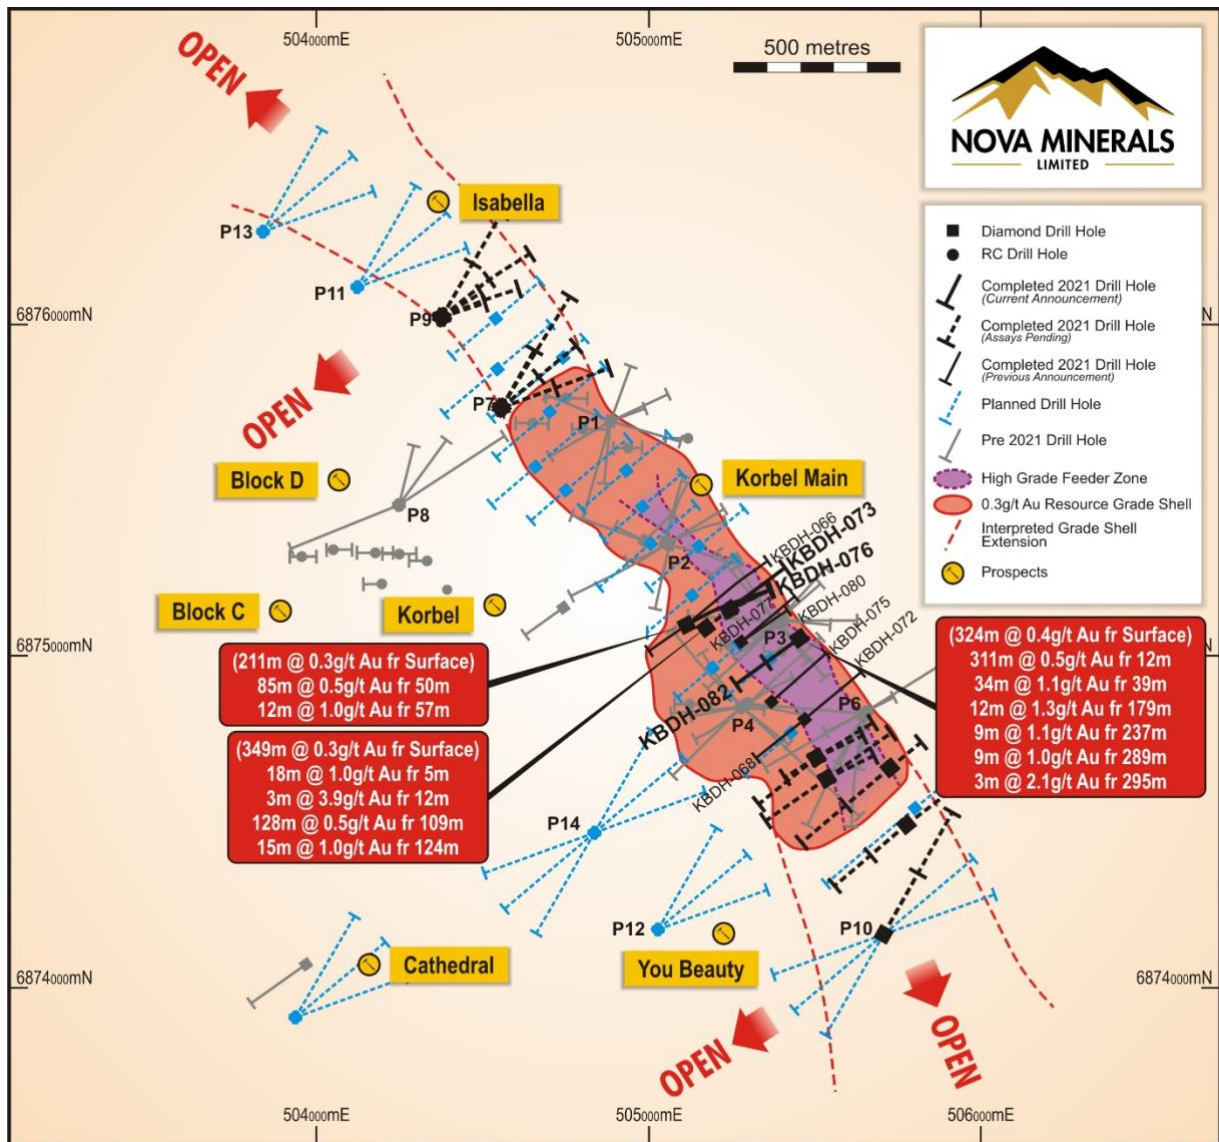 504000mE
505000mE
500 metres
OPEN
NOVA MINERALS
LIMITED
Isabella
P13
P11
P9
6876000mN
OPEN
P7
P1
Block D
Korbel Main
P8
P2
KBDH-066
KBDH-073
KBDH-076
KBDH-080
KBDH-077
P3
KBDH-075
KBDH-072
Block C
Korbel
6875000mN
KBDH-082
P4
P6
KBDH-068
Diamond Drill Hole
RC Drill Hole
Completed 2021 Drill Hole
(Current Announcement)
Completed 2021 Drill Hole
(Assays Pending)
Completed 2021 Drill Hole
(Previous Announcement)
Planned Drill Hole
Pre 2021 Drill Hole
High Grade Feeder Zone
0.3g/t Au Resource Grade Shell
Interpreted Grade Shell
Extension
Prospects
(211m @ 0.3g/t Au fr Surface)
85m @ 0.5g/t Au fr 50m
12m @ 1.0g/t Au fr 57m
(349m @ 0.3g/t Au fr Surface)
18m @ 1.0g/t Au fr 5m
3m @ 3.9g/t Au fr 12m
128m @ 0.5g/t Au fr 109m
15m @ 1.0g/t Au fr 124m
(324m @ 0.4g/t Au fr Surface)
311m @ 0.5g/t Au fr 12m
34m @ 1.1g/t Au fr 39m
12m @ 1.3g/t Au fr 179m
9m @ 1.1g/t Au fr 237m
9m @ 1.0g/t Au fr 289m
3m @ 2.1g/t Au fr 295m
P14
P12
P10
Cathedral
You Beauty
6874000mN
6874000mN
OPEN
OPEN
504000mE
505000mE
506000mE